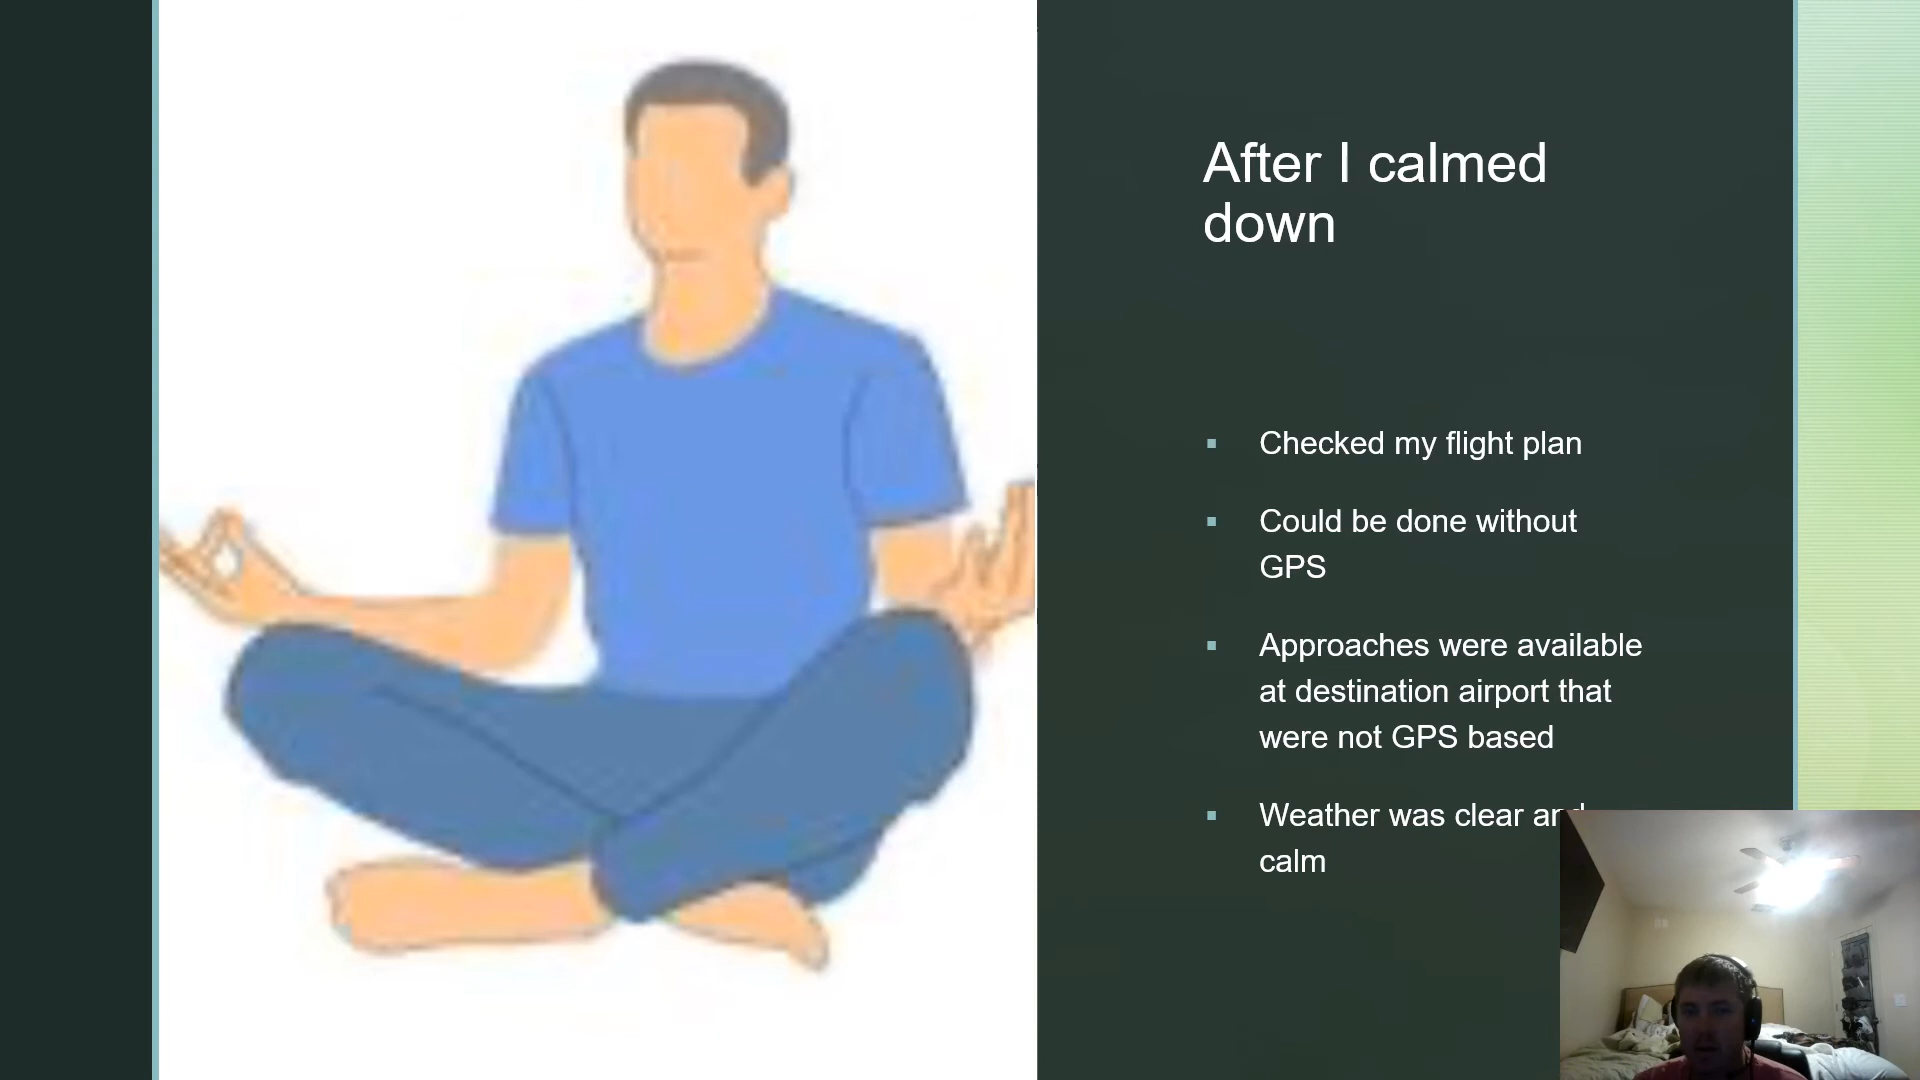 After I calmed
down
Checked my flight plan
Could be done without
GPS
Approaches were available
at destination airport that
were not GPS based
Weather was clear and
calm